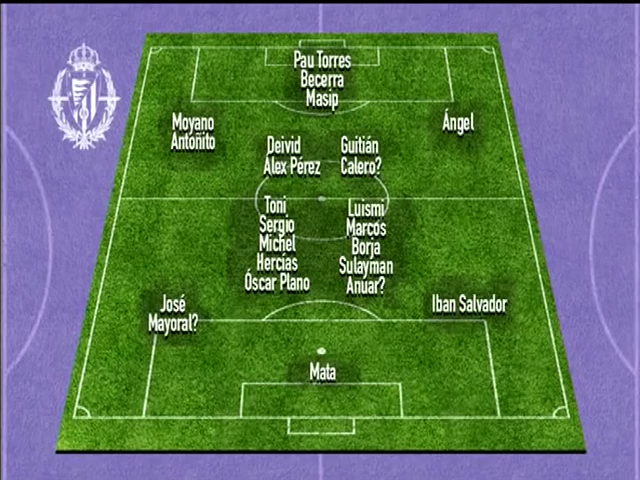 Pau Torres
Becerra
Masip
Moyano
Antoñito
Ángel
Deivid
Álex Pérez
Guitián
Calero?
Toni
Sergio
Michel
Hercías
Óscar Plano
Luismi
Marcos
Borja
Sulayman
Anuar?
José
Mayoral?
Iban Salvador
Mata